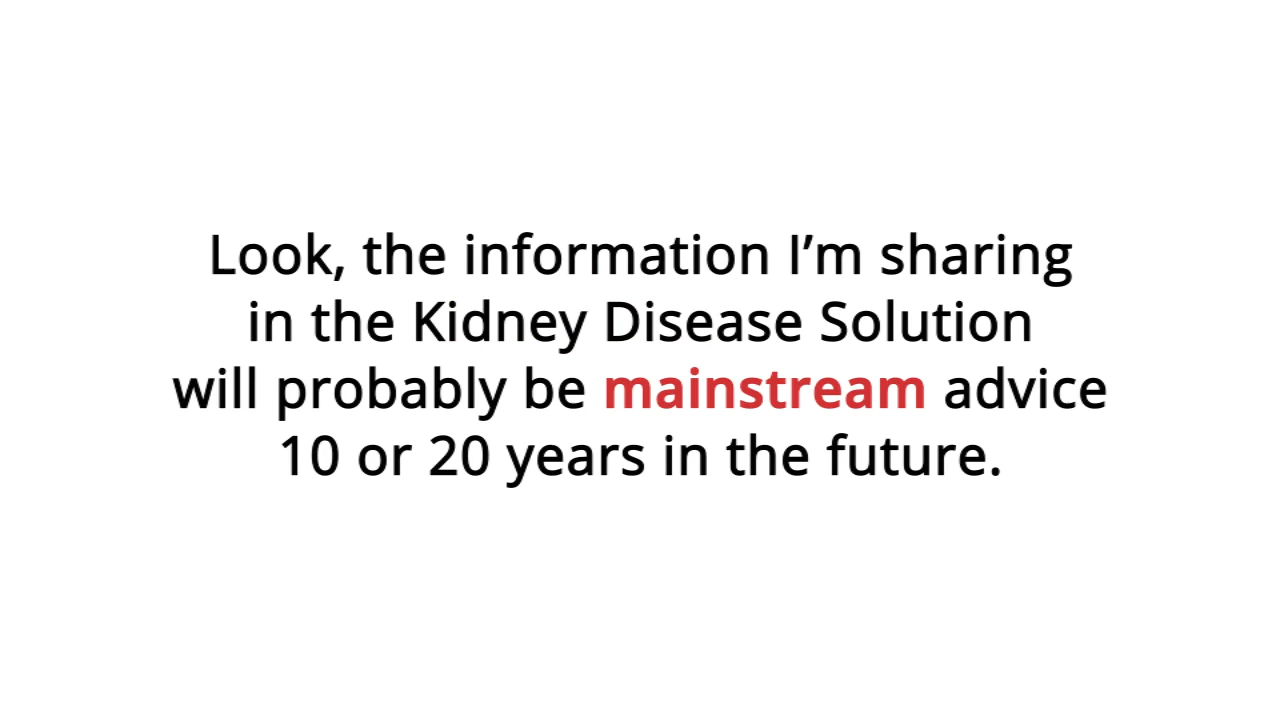 Look, the information I’m sharing
in the Kidney Disease Solution
will probably be mainstream advice
10 or 20 years in the future.